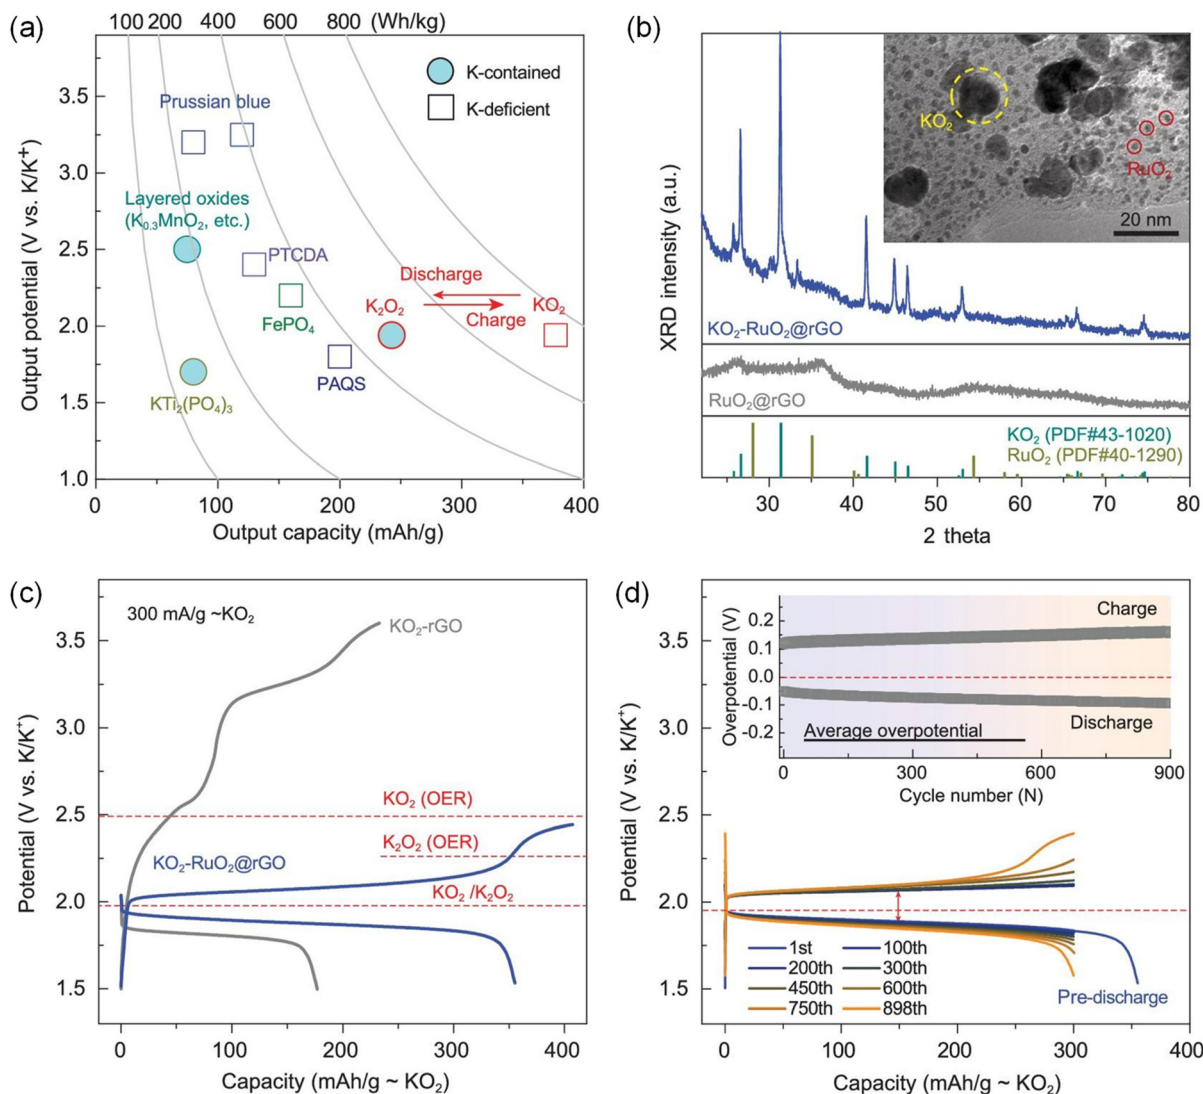 (a)
100 200 400 600 800 (Wh/kg)
K-contained
K-deficient
Prussian blue
Layered oxides
(K₀.₃MnO₂, etc.)
PTCDA
FePO₄
K₂O₂
Discharge
Charge
KO₂
PAQS
KTi₂(PO₄)₃
3.5
3.0
2.5
2.0
1.5
1.0
Output potential (V vs. K/K⁺)
0 100 200 300 400
Output capacity (mAh/g)
(b)
KO₂
RuO₂
20 nm
KO₂-RuO₂@rGO
RuO₂@rGO
KO₂ (PDF#43-1020)
RuO₂ (PDF#40-1290)
XRD intensity (a.u.)
30 40 50 60 70 80
2 theta
(c)
300 mA/g ~KO₂
KO₂-rGO
KO₂ (OER)
K₂O₂ (OER)
KO₂-RuO₂@rGO
KO₂ /K₂O₂
3.5
3.0
2.5
2.0
1.5
Potential (V vs. K/K⁺)
0 100 200 300 400
Capacity (mAh/g ~ KO₂)
(d)
Charge
Discharge
Average overpotential
0.2
0.1
0.0
-0.1
-0.2
Overpotential (V)
0 300 600 900
Cycle number (N)
1st 100th
200th 300th
450th 600th
750th 898th
Pre-discharge
3.5
3.0
2.5
2.0
1.5
Potential (V vs. K/K⁺)
0 100 200 300 400
Capacity (mAh/g ~ KO₂)